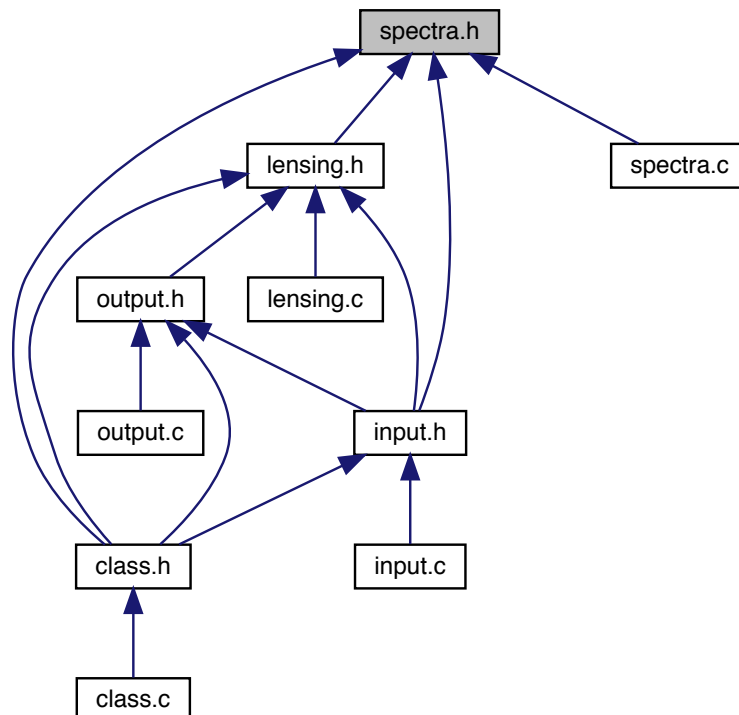 spectra.h
lensing.h
spectra.c
output.h
lensing.c
output.c
input.h
class.h
input.c
class.c